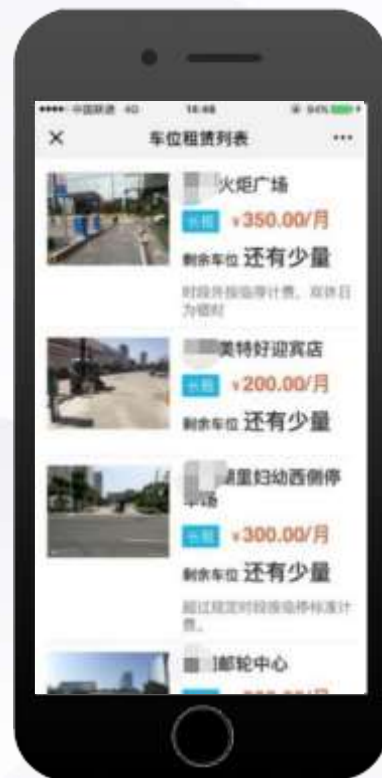 中国联通 4G 16:48 94%
车位租赁列表
火炬广场
长租 ¥350.00/月
剩余车位 还有少量
时段外按临停计费，双休日
为错时
美特好迎宾店
长租 ¥200.00/月
剩余车位 还有少量
湖里妇幼西侧停
车场
长租 ¥300.00/月
剩余车位 还有少量
超过规定时段按临停标准计
费。
邮轮中心